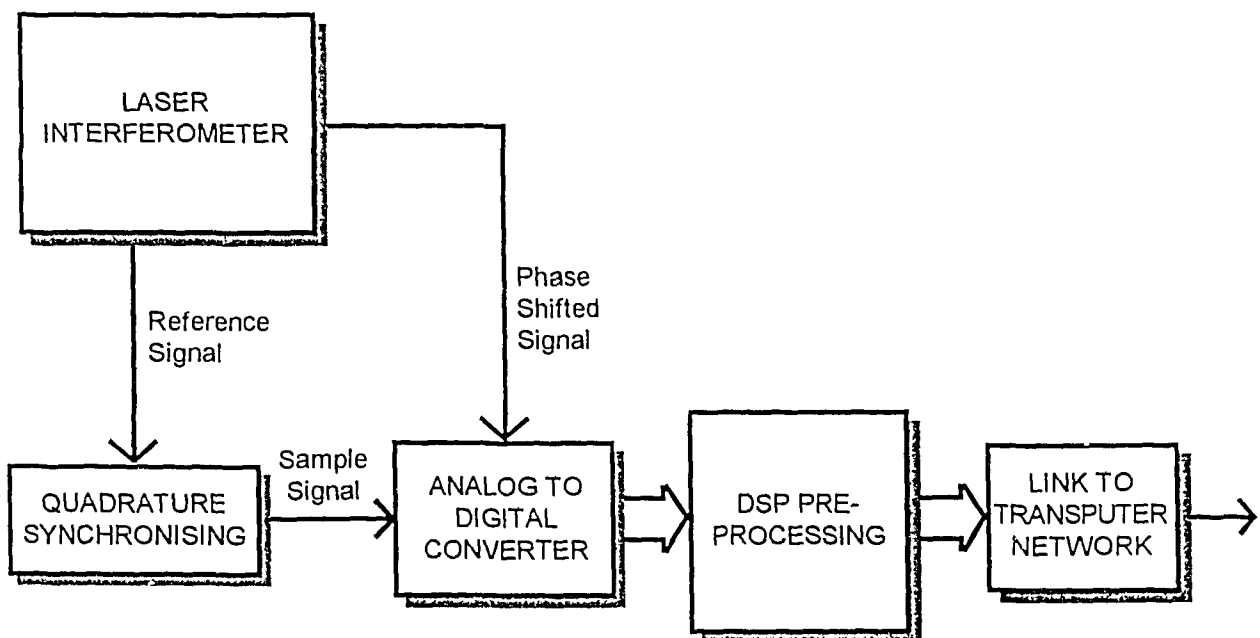 LASER
INTERFEROMETER
Phase
Shifted
Signal
Reference
Signal
Sample
Signal
QUADRATURE
SYNCHRONISING
ANALOG TO
DIGITAL
CONVERTER
DSP PRE-
PROCESSING
LINK TO
TRANSPUTER
NETWORK